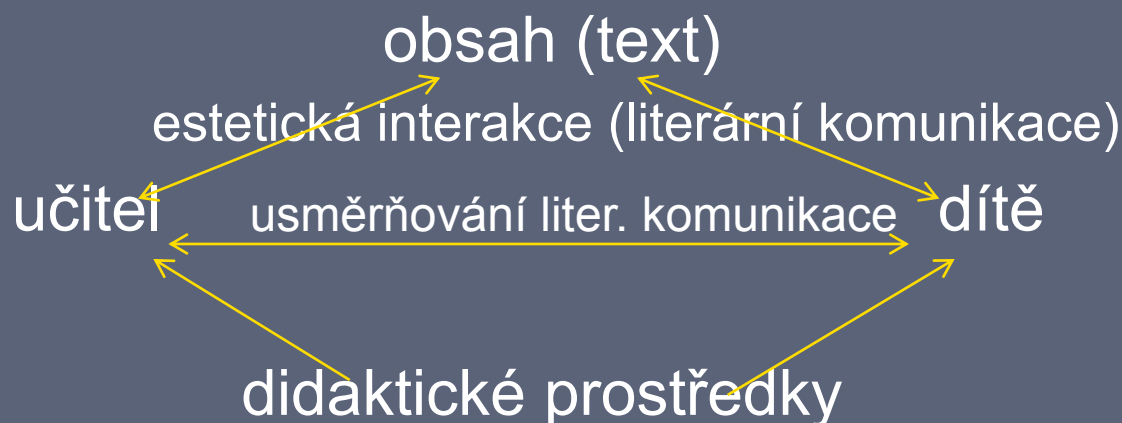 obsah (text)
estetická interakce (literární komunikace)
učitel usměrňování liter. komunikace dítě
didaktické prostředky